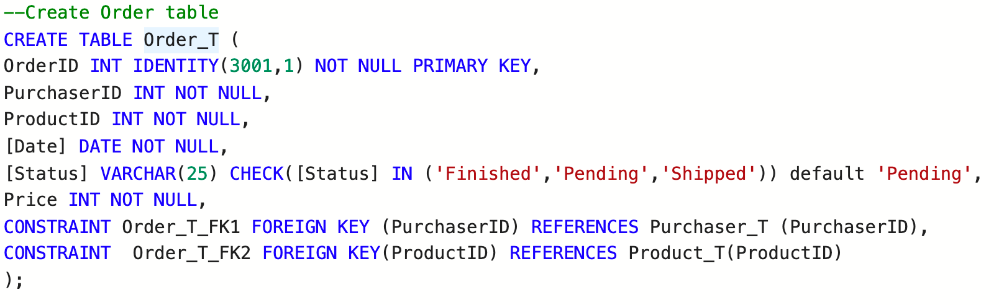 --Create Order table
CREATE TABLE Order_T (
OrderID INT IDENTITY(3001,1) NOT NULL PRIMARY KEY,
PurchaserID INT NOT NULL,
ProductID INT NOT NULL,
[Date] DATE NOT NULL,
[Status] VARCHAR(25) CHECK([Status] IN ('Finished','Pending','Shipped')) default 'Pending',
Price INT NOT NULL,
CONSTRAINT Order_T_FK1 FOREIGN KEY (PurchaserID) REFERENCES Purchaser_T (PurchaserID),
CONSTRAINT  Order_T_FK2 FOREIGN KEY(ProductID) REFERENCES Product_T(ProductID)
);